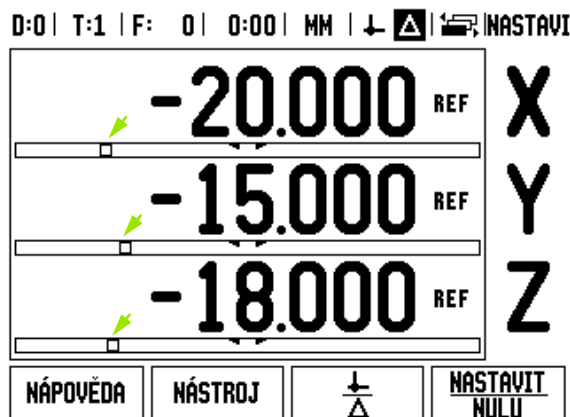 D:0 | T:1 | F: 0 | 0:00 | MM | NASTAVI
-20.000 REF X
-15.000 REF Y
-18.000 REF Z
NÁPOVĚDA NÁSTROJ NASTAVIT
NULU